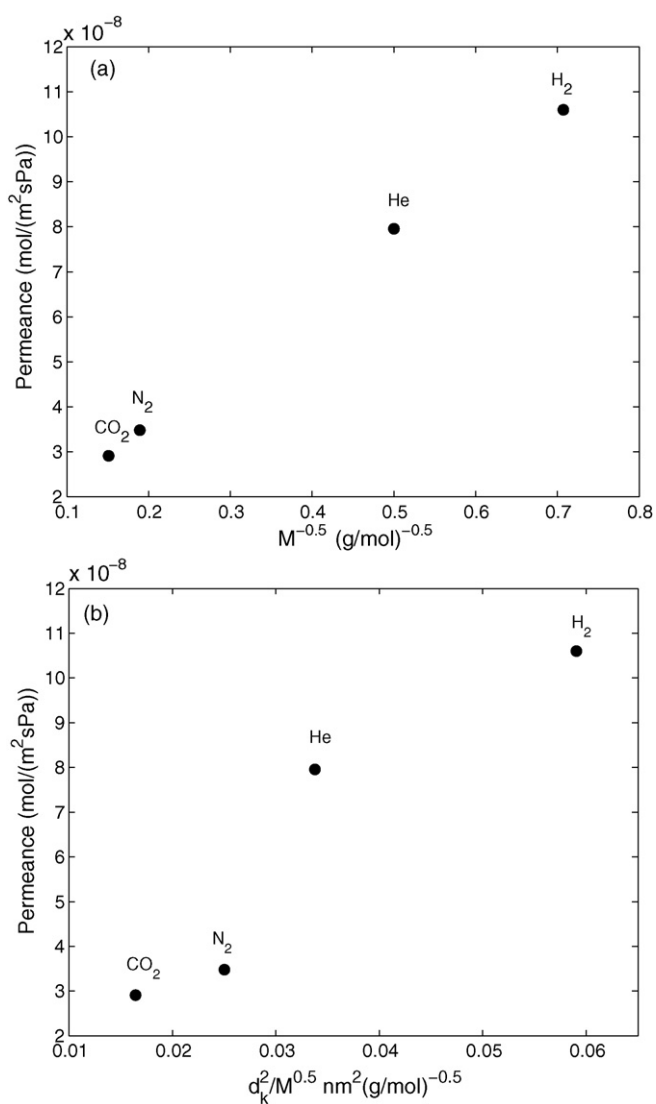 x 10⁻⁸
12
(a)
H₂
11
10
9
He
8
7
6
5
N₂
4
CO₂
3
2
0.1 0.2 0.3 0.4 0.5 0.6 0.7 0.8
M⁻⁰·⁵ (g/mol)⁻⁰·⁵
Permeance (mol/(m²sPa))
x 10⁻⁸
12
(b)
H₂
11
10
9
He
8
7
6
5
N₂
4
CO₂
3
2
0.01 0.02 0.03 0.04 0.05 0.06
d²ₖ/M⁰·⁵ nm²(g/mol)⁻⁰·⁵
Permeance (mol/(m²sPa))